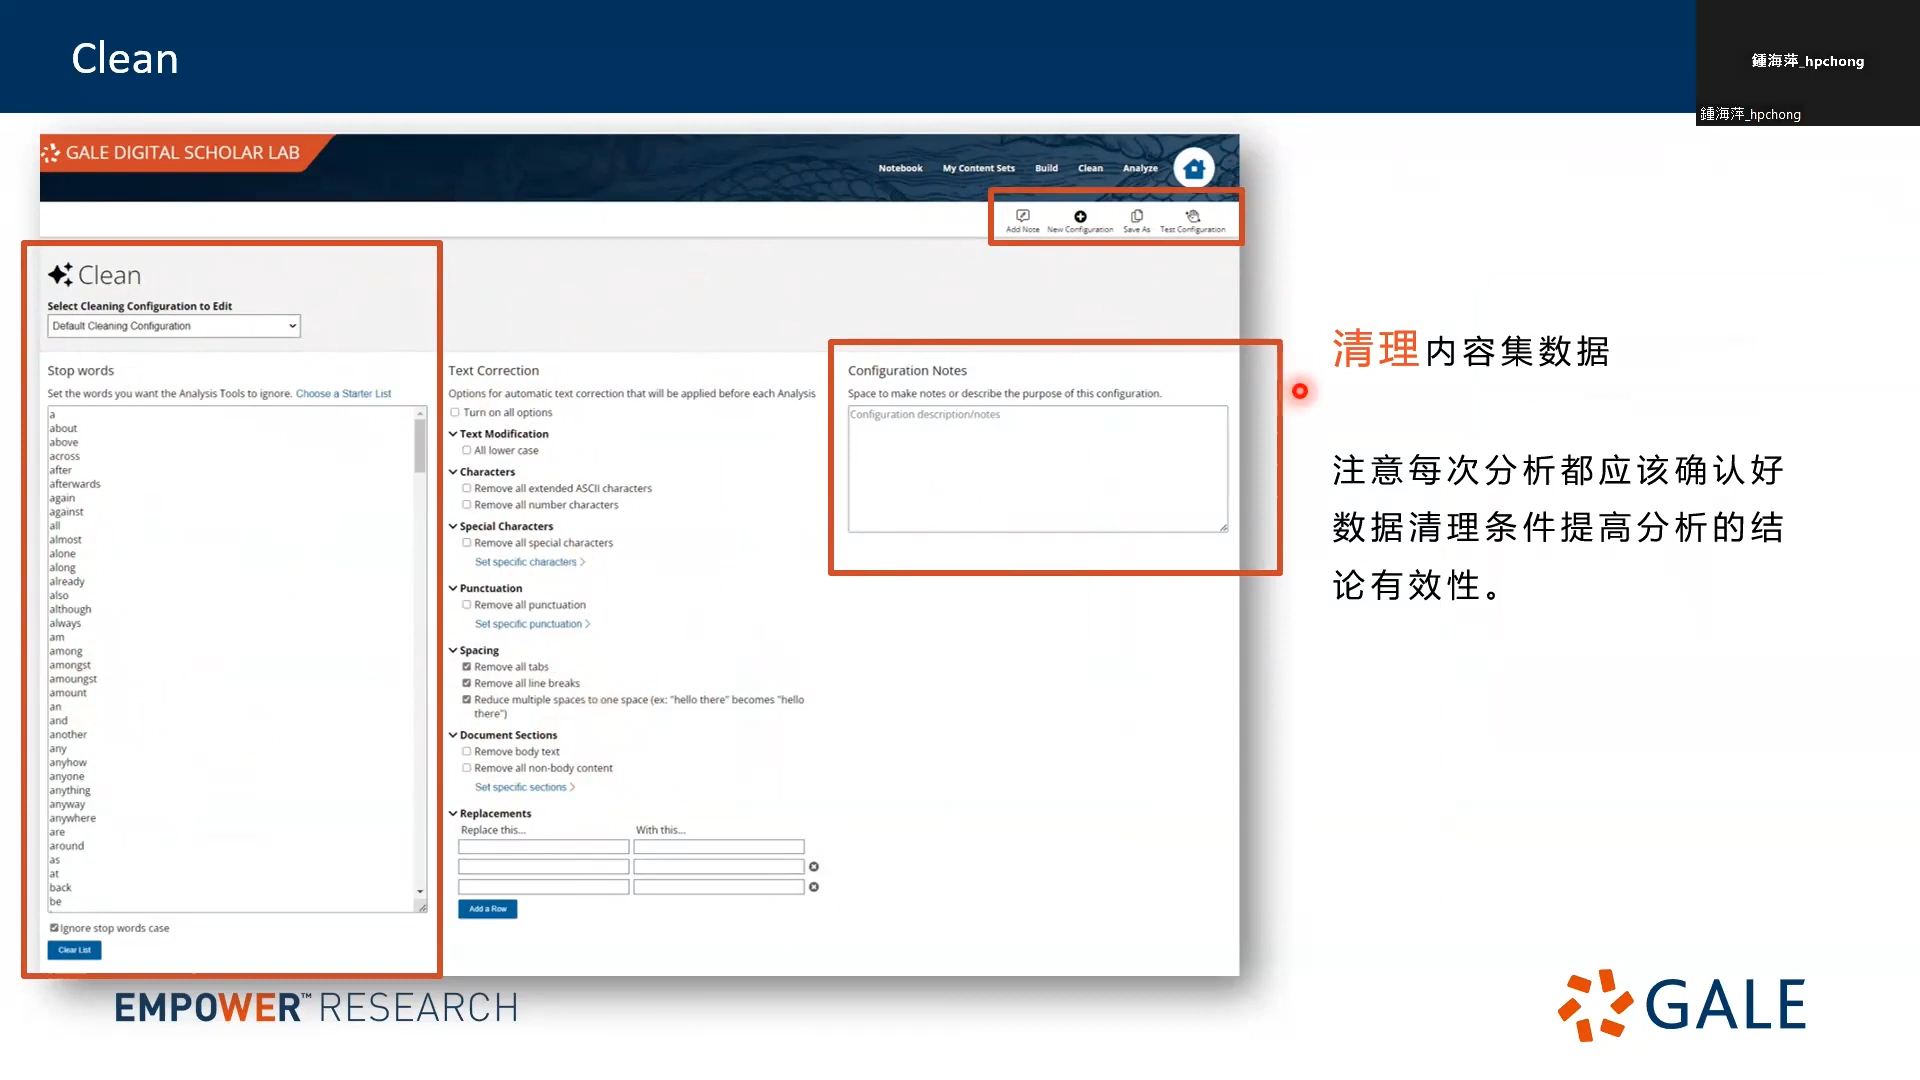 Clean
鍾海萍_hpchong
鍾海萍_hpchong
GALE DIGITAL SCHOLAR LAB
Notebook My Content Sets Build Clean Analyze
Add Note New Configuration Save As Test Configuration
Clean
Select Cleaning Configuration to Edit
Default Cleaning Configuration
Stop words
Set the words you want the Analysis Tools to ignore. Choose a Starter List
a
about
above
across
after
afterwards
again
against
all
almost
alone
along
already
also
although
always
am
among
amongst
amoungst
amount
an
and
another
any
anyhow
anyone
anything
anyway
anywhere
are
around
as
at
back
be
Ignore stop words case
Clear List
Text Correction
Options for automatic text correction that will be applied before each Analysis
Turn on all options
Text Modification
All lower case
Characters
Remove all extended ASCII characters
Remove all number characters
Special Characters
Remove all special characters
Set specific characters >
Punctuation
Remove all punctuation
Set specific punctuation >
Spacing
Remove all tabs
Remove all line breaks
Reduce multiple spaces to one space (ex: "hello there" becomes "hello
there")
Document Sections
Remove body text
Remove all non-body content
Set specific sections >
Replacements
Replace this... With this...
Add a Row
Configuration Notes
Space to make notes or describe the purpose of this configuration.
Configuration description/notes
清理内容集数据
注意每次分析都应该确认好
数据清理条件提高分析的结
论有效性。
EMPOWER™ RESEARCH
GALE